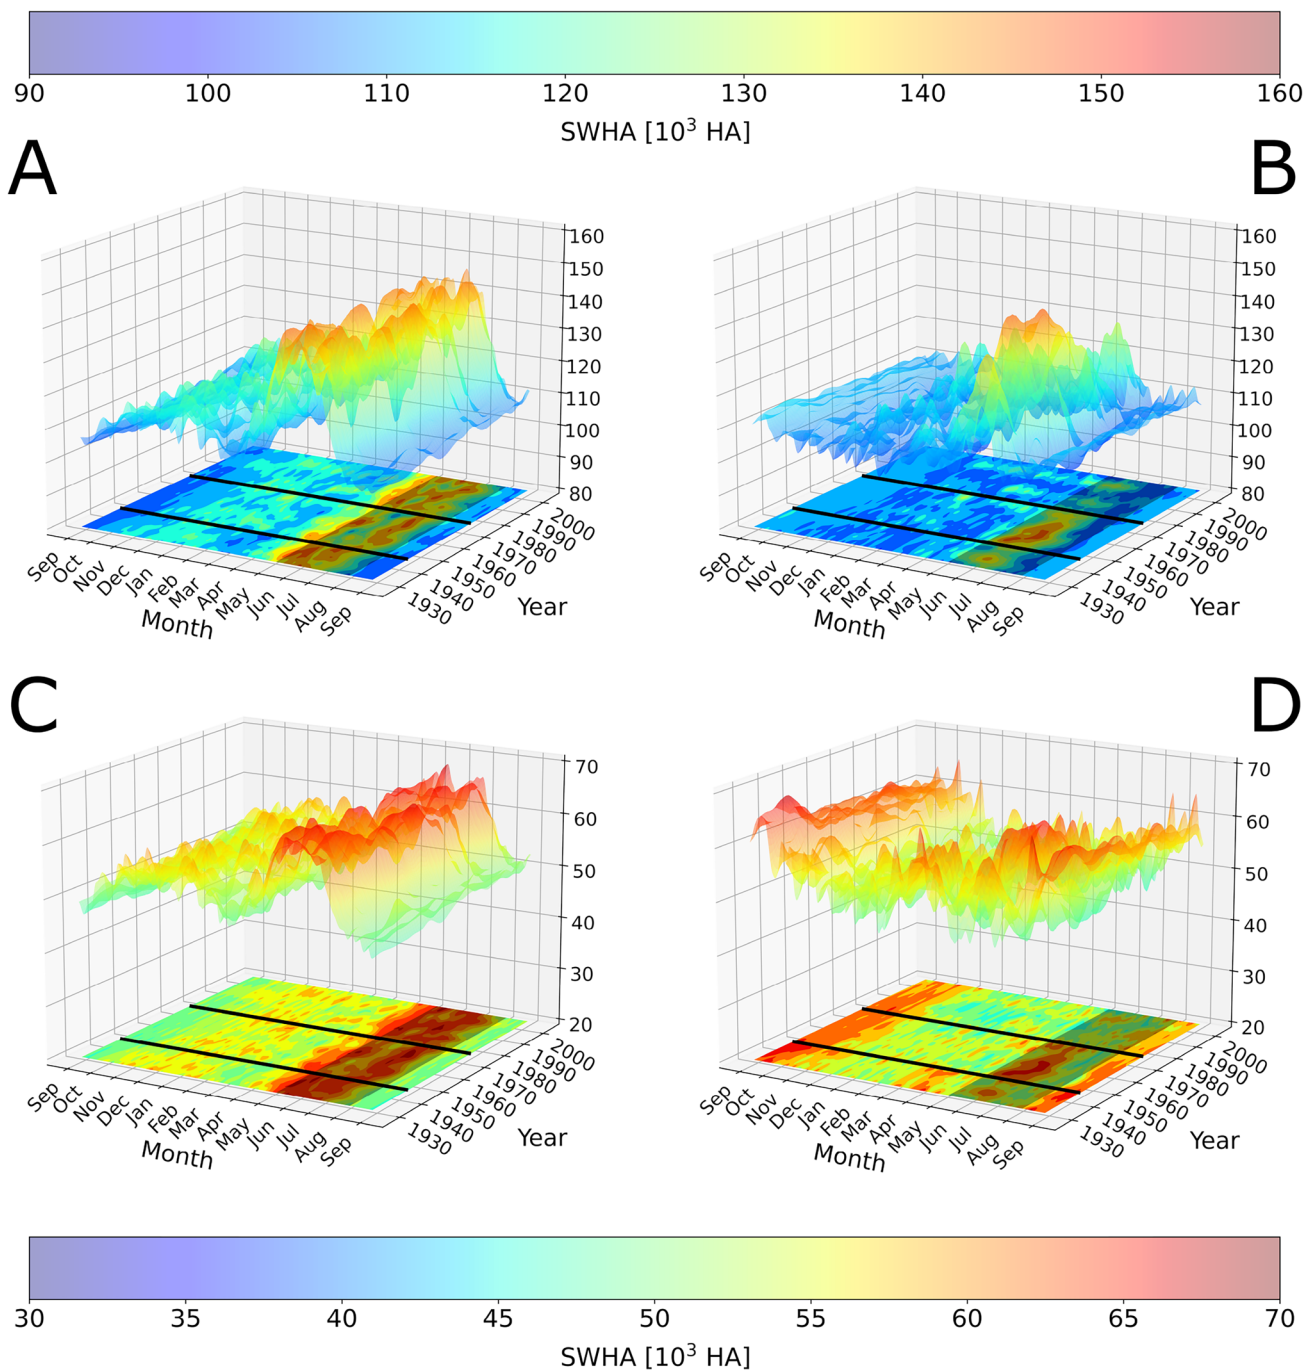 90 100 110 120 130 140 150 160
SWHA [10³ HA]
A
B
160
150
140
130
120
110
100
90
80
Sep Oct Nov Dec Jan Feb Mar Apr May Jun Jul Aug Sep
Month
1930 1940 1950 1960 1970 1980 1990 2000
Year
160
150
140
130
120
110
100
90
80
Sep Oct Nov Dec Jan Feb Mar Apr May Jun Jul Aug Sep
Month
1930 1940 1950 1960 1970 1980 1990 2000
Year
C
D
70
60
50
40
30
20
Sep Oct Nov Dec Jan Feb Mar Apr May Jun Jul Aug Sep
Month
1930 1940 1950 1960 1970 1980 1990 2000
Year
70
60
50
40
30
20
Sep Oct Nov Dec Jan Feb Mar Apr May Jun Jul Aug Sep
Month
1930 1940 1950 1960 1970 1980 1990 2000
Year
30 35 40 45 50 55 60 65 70
SWHA [10³ HA]